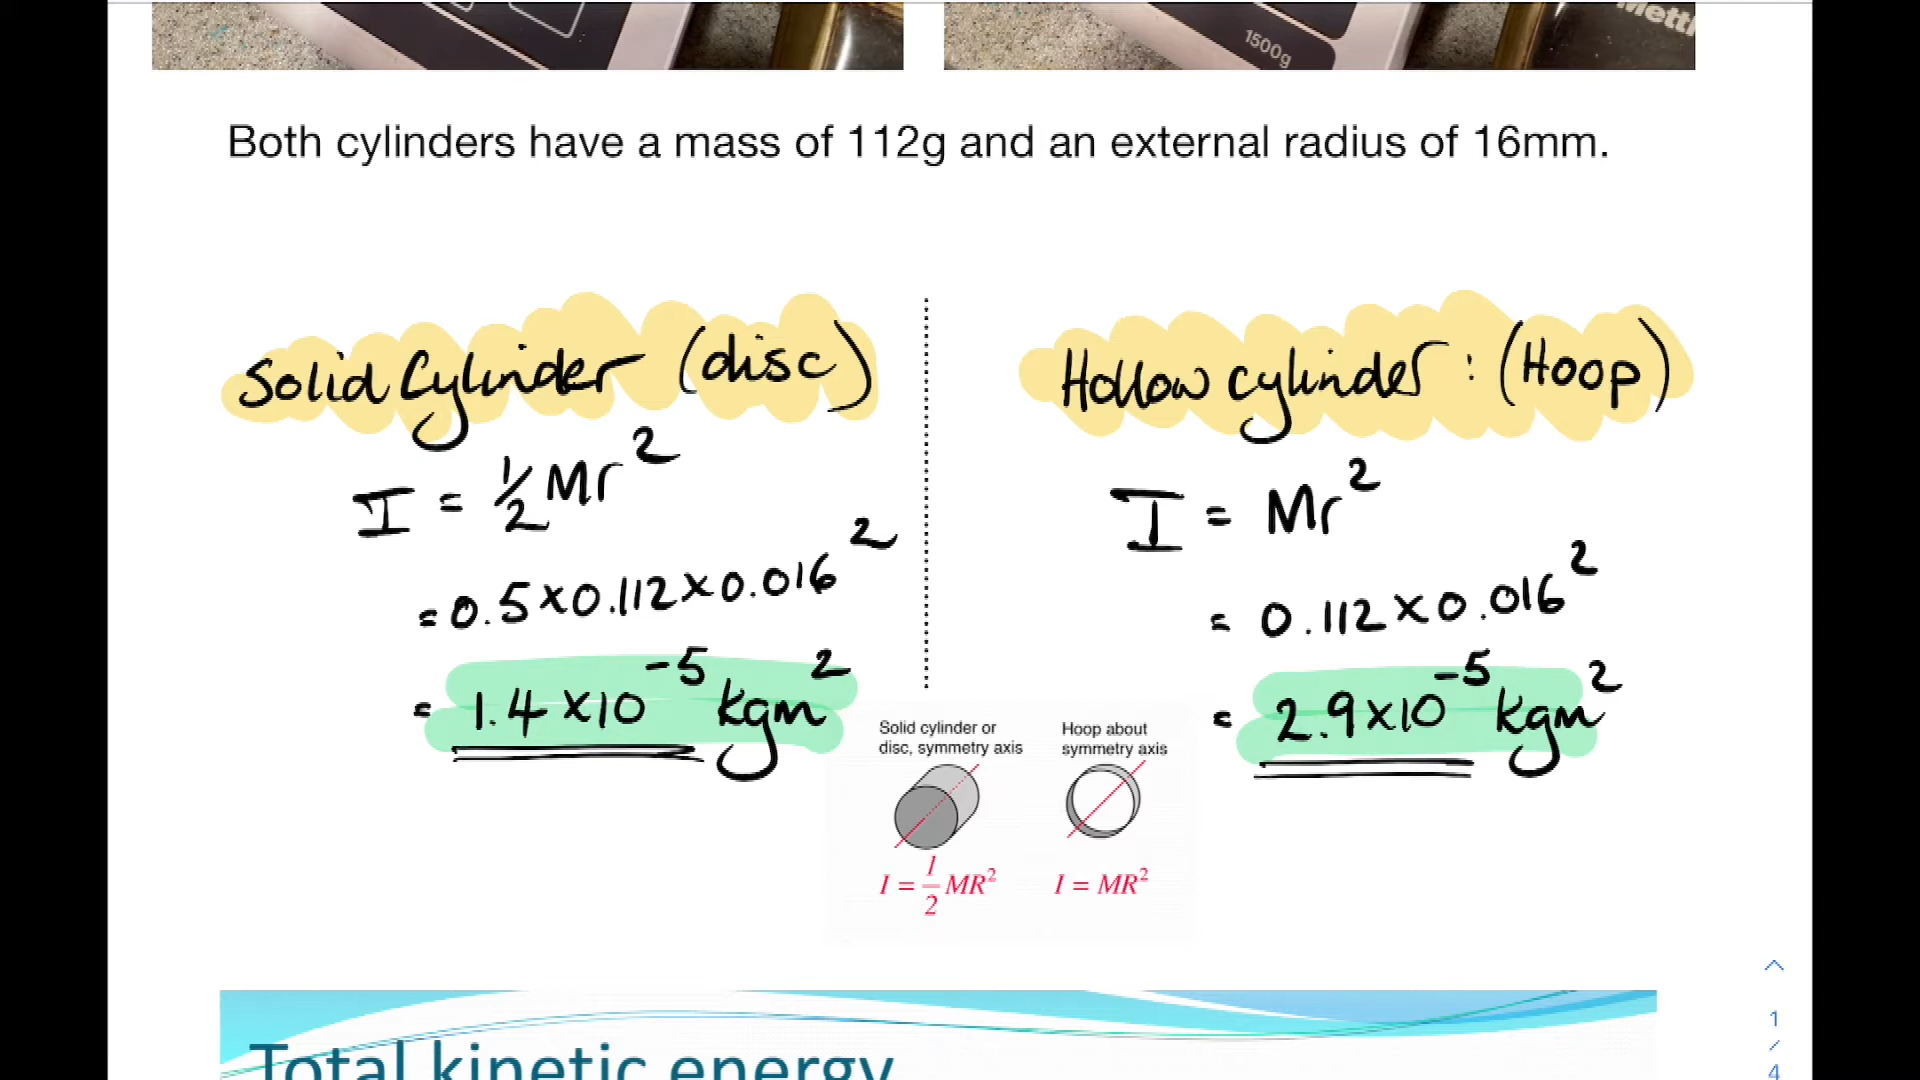 1500g
Both cylinders have a mass of 112g and an external radius of 16mm.
Solid Cylinder (disc)
I = ½Mr²
= 0.5×0.112×0.016²
= 1.4×10⁻⁵ kgm²
Hollow cylinder : (Hoop)
I = Mr²
= 0.112×0.016²
= 2.9×10⁻⁵ kgm²
Solid cylinder or
disc, symmetry axis
I = 1/2 MR²
Hoop about
symmetry axis
I = MR²
Total kinetic energy
1
/
4